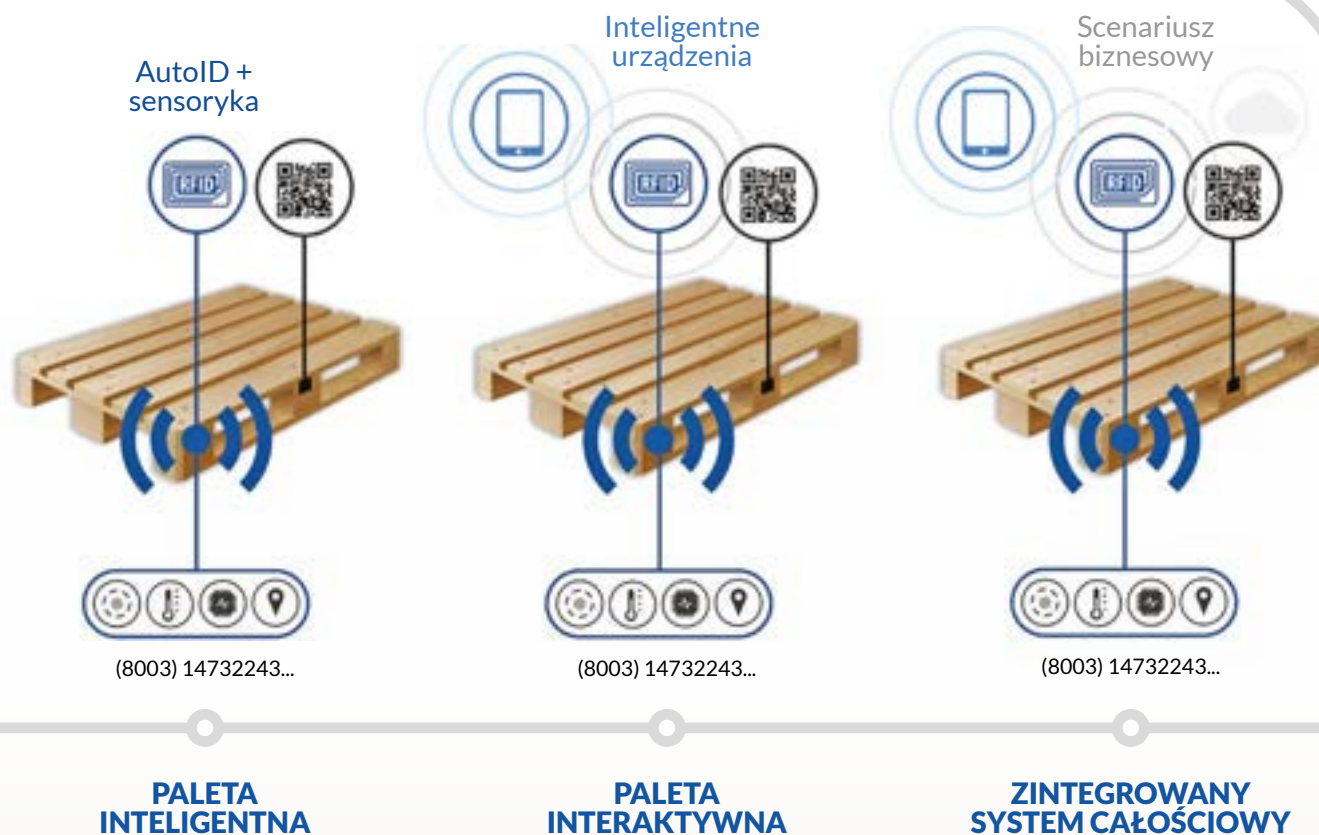 AutoID +
sensoryka
Inteligentne
urządzenia
Scenariusz
biznesowy
RFID
RFID
RFID
(8003) 14732243...
(8003) 14732243...
(8003) 14732243...
PALETA
INTELIGENTNA
PALETA
INTERAKTYWNA
ZINTEGROWANY
SYSTEM CAŁOŚCIOWY